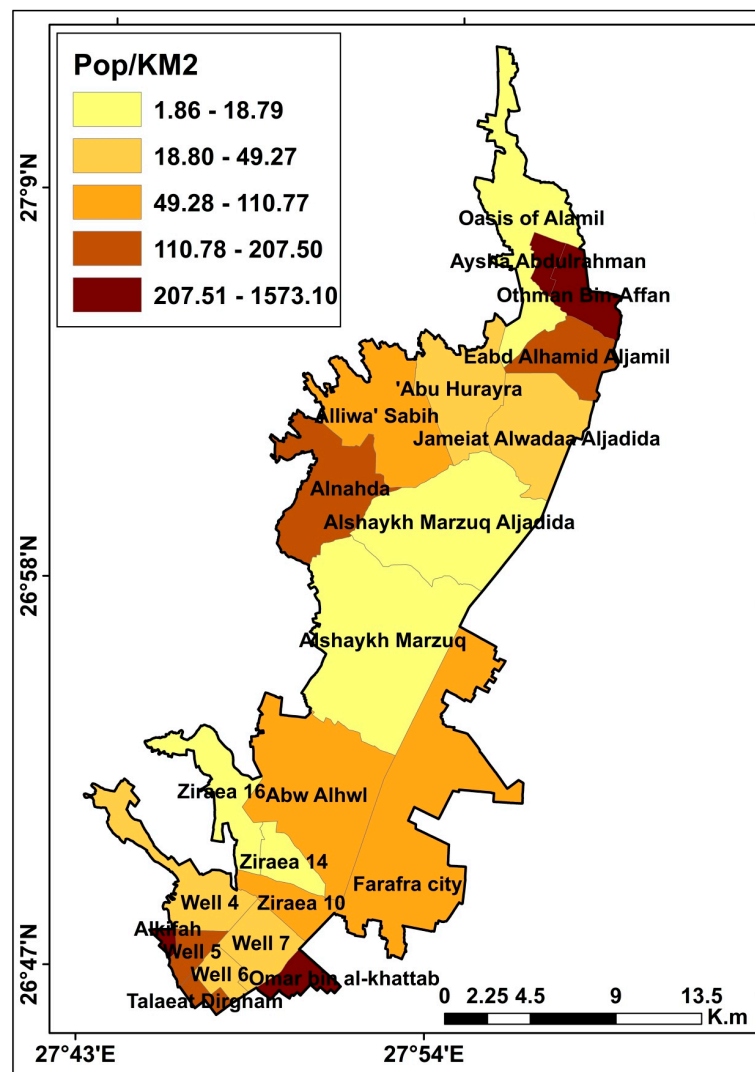 Pop/KM2
1.86 - 18.79
18.80 - 49.27
49.28 - 110.77
110.78 - 207.50
207.51 - 1573.10
27°9'N
26°58'N
26°47'N
Oasis of Alamil
Aysha Abdulrahman
Othman Bin Affan
Eabd Alhamid Aljamil
'Abu Hurayra
Alliwa' Sabih
Jameiat Alwadaa Aljadida
Alnahda
Alshaykh Marzuq Aljadida
Alshaykh Marzuq
Ziraea 16
Abw Alhwl
Ziraea 14
Farafra city
Well 4
Ziraea 10
Alkifah
Well 5
Well 7
Well 6
Omar bin al-khattab
Talaeat Dirgham
0 2.25 4.5 9 13.5
K.m
27°43'E 27°54'E